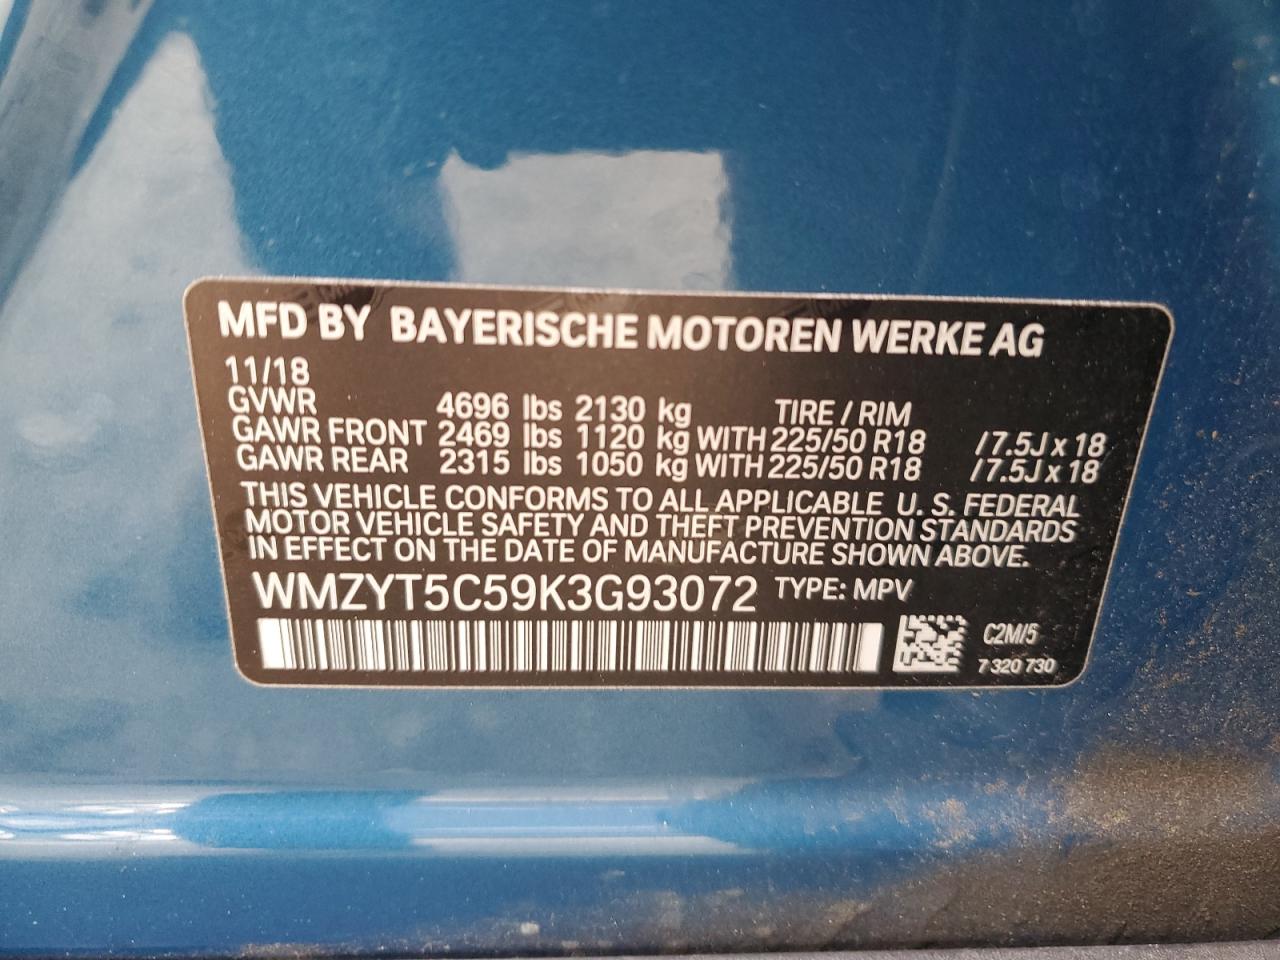 MFD BY BAYERISCHE MOTOREN WERKE AG
11/18
GVWR 4696 lbs 2130 kg TIRE / RIM
GAWR FRONT 2469 lbs 1120 kg WITH 225/50 R18 / 7.5J x 18
GAWR REAR 2315 lbs 1050 kg WITH 225/50 R18 / 7.5J x 18
THIS VEHICLE CONFORMS TO ALL APPLICABLE U. S. FEDERAL
MOTOR VEHICLE SAFETY AND THEFT PREVENTION STANDARDS
IN EFFECT ON THE DATE OF MANUFACTURE SHOWN ABOVE.
WMZYT5C59K3G93072 TYPE: MPV
C2MI/5
7 320 730